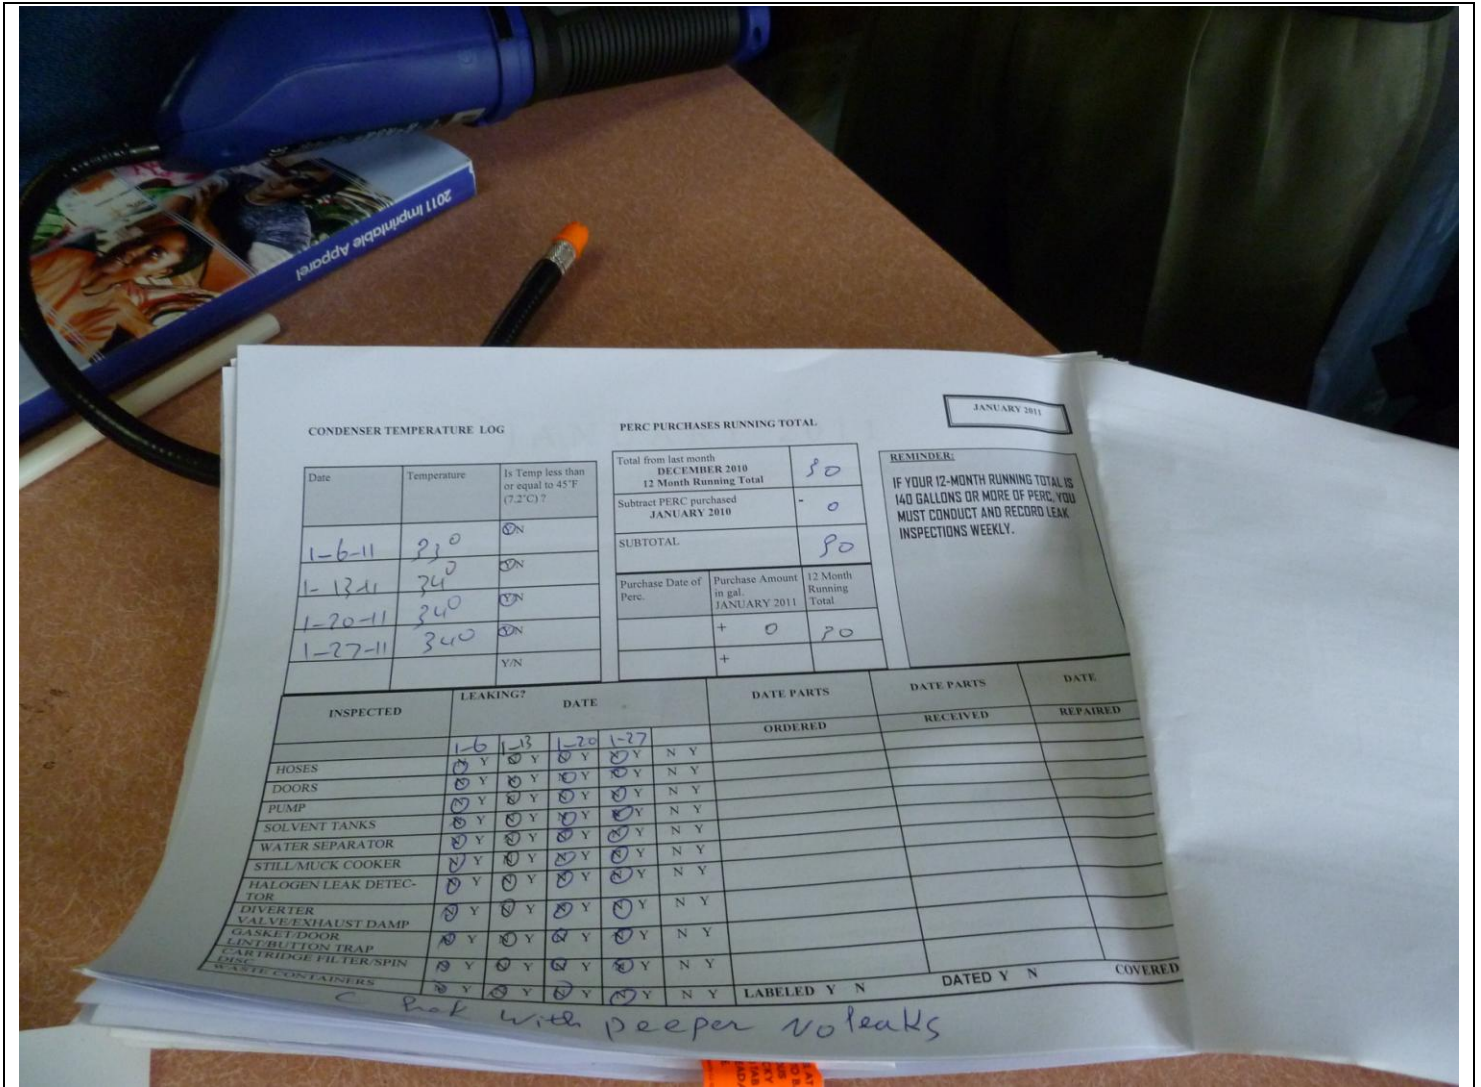 2011 Imprintable Apparel
JANUARY 2011
CONDENSER TEMPERATURE LOG
Date Temperature Is Temp less than
or equal to 45°F
(7.2°C) ?
1-6-11 Y/N
1-13-11 34° Y/N
1-20-11 34° Y/N
1-27-11 34° Y/N
Y/N
PERC PURCHASES RUNNING TOTAL
Total from last month
DECEMBER 2010
12 Month Running Total
Subtract PERC purchased
JANUARY 2010
- 0
SUBTOTAL
Purchase Date of
Perc.
Purchase Amount
in gal.
JANUARY 2011
12 Month
Running
Total
+ 0
+
REMINDER:
IF YOUR 12-MONTH RUNNING TOTAL IS
140 GALLONS OR MORE OF PERC, YOU
MUST CONDUCT AND RECORD LEAK
INSPECTIONS WEEKLY.
INSPECTED LEAKING? DATE DATE PARTS DATE PARTS DATE
ORDERED RECEIVED REPAIRED
1-6 1-13 1-20 1-27
HOSES N Y N Y N Y N Y N Y
DOORS N Y N Y N Y N Y N Y
PUMP N Y N Y N Y N Y N Y
SOLVENT TANKS N Y N Y N Y N Y N Y
WATER SEPARATOR N Y N Y N Y N Y N Y
STILL/MUCK COOKER N Y N Y N Y N Y N Y
HALOGEN LEAK DETEC-
TOR N Y N Y N Y N Y N Y
DIVERTER
VALVE/EXHAUST DAMP N Y N Y N Y N Y N Y
GASKET/DOOR
LINT/BUTTON TRAP N Y N Y N Y N Y N Y
CARTRIDGE FILTER/SPIN
DISC N Y N Y N Y N Y N Y
WASTE CONTAINERS N Y N Y N Y N Y N Y LABELED Y N DATED Y N COVERED
with peeper No leaks